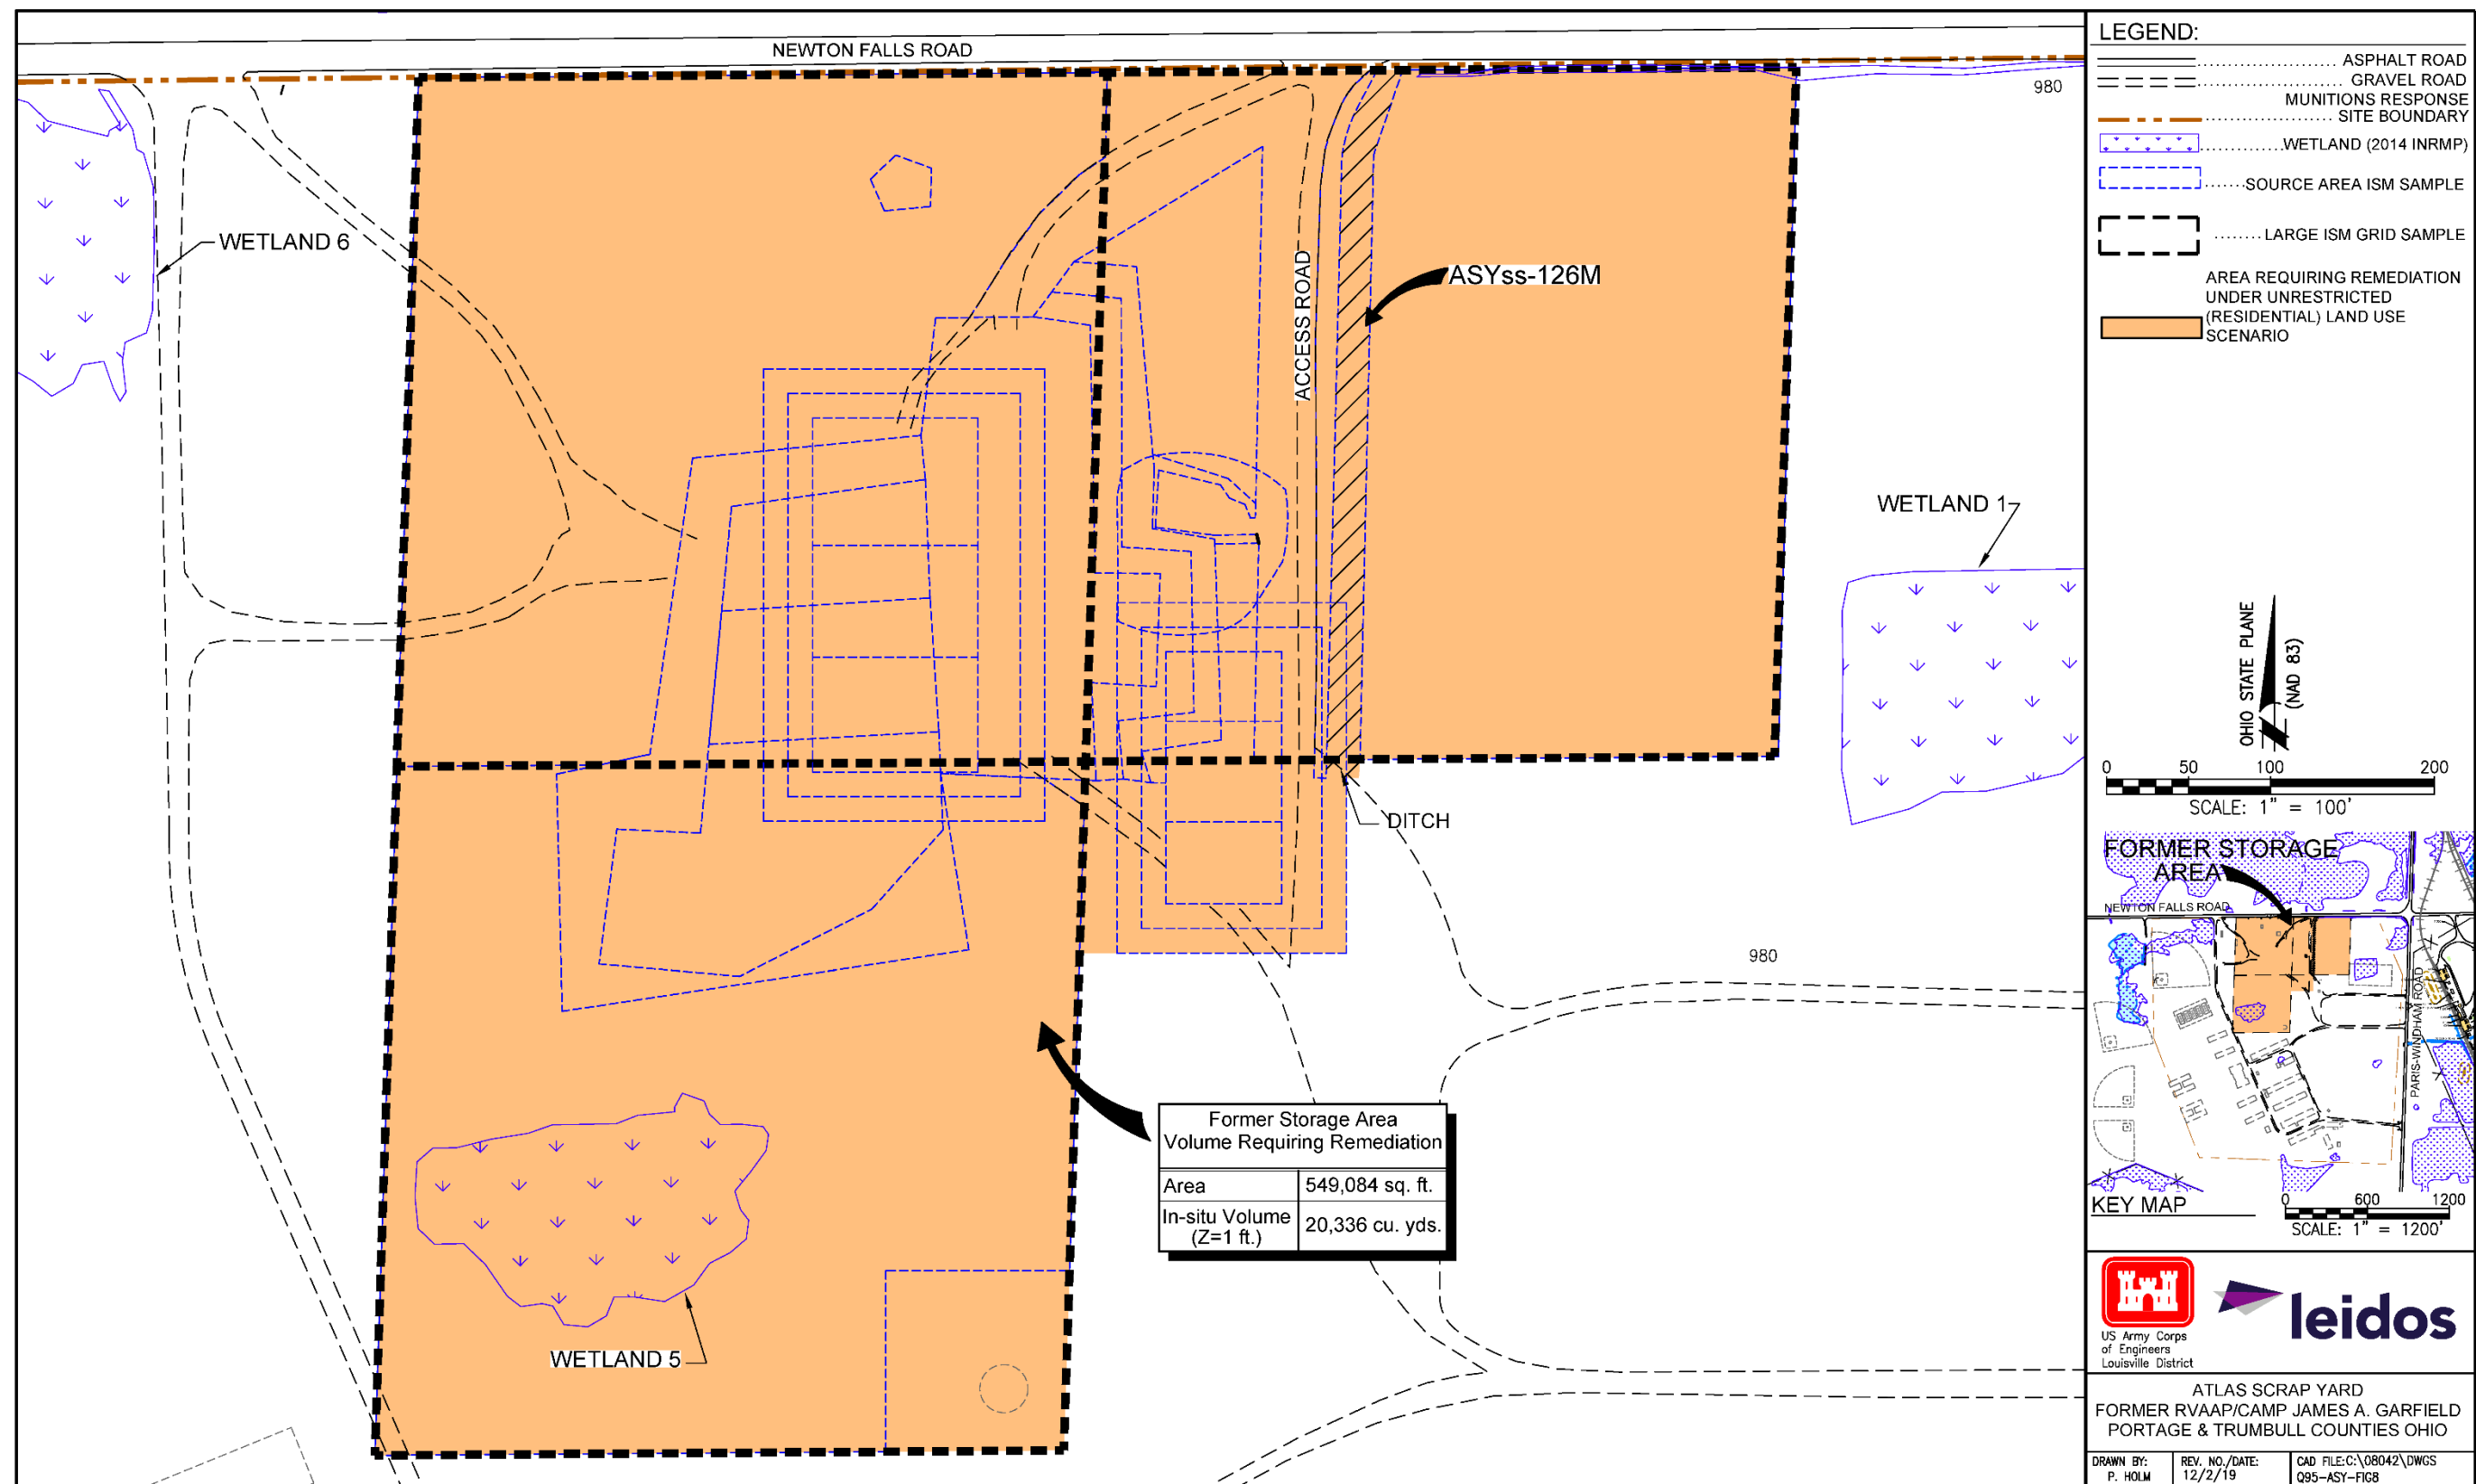 NEWTON FALLS ROAD
980
WETLAND 6
ACCESS ROAD
ASYss-126M
WETLAND 1
DITCH
980
Former Storage Area
Volume Requiring Remediation
Area 549,084 sq. ft.
In-situ Volume
(Z=1 ft.) 20,336 cu. yds.
WETLAND 5
LEGEND:
ASPHALT ROAD
GRAVEL ROAD
MUNITIONS RESPONSE
SITE BOUNDARY
WETLAND (2014 INRMP)
SOURCE AREA ISM SAMPLE
LARGE ISM GRID SAMPLE
AREA REQUIRING REMEDIATION
UNDER UNRESTRICTED
(RESIDENTIAL) LAND USE
SCENARIO
OHIO STATE PLANE
(NAD 83)
0 50 100 200
SCALE: 1" = 100'
FORMER STORAGE
AREA
NEWTON FALLS ROAD
PARIS-WINDHAM ROAD
KEY MAP
0 600 1200
SCALE: 1" = 1200'
US Army Corps
of Engineers
Louisville District
leidos
ATLAS SCRAP YARD
FORMER RVAAP/CAMP JAMES A. GARFIELD
PORTAGE & TRUMBULL COUNTIES OHIO
DRAWN BY:
P. HOLM
REV. NO./DATE:
12/2/19
CAD FILE:C:\08042\DWGS
Q95-ASY-FIG8